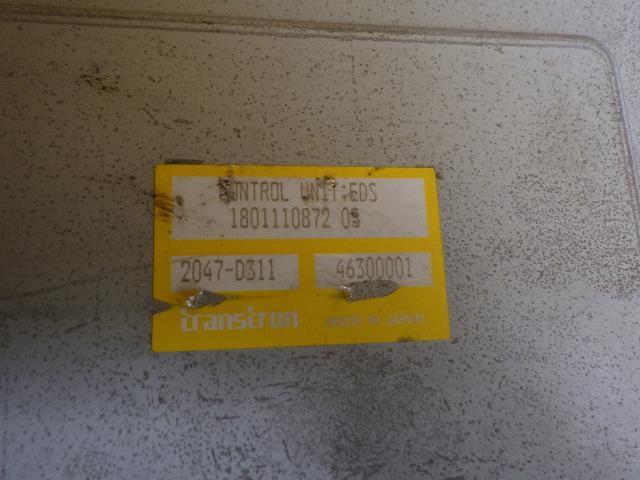 CONTROL UNIT:EDS
1801110872 05
2047-D311 46300001
transtron MADE IN JAPAN